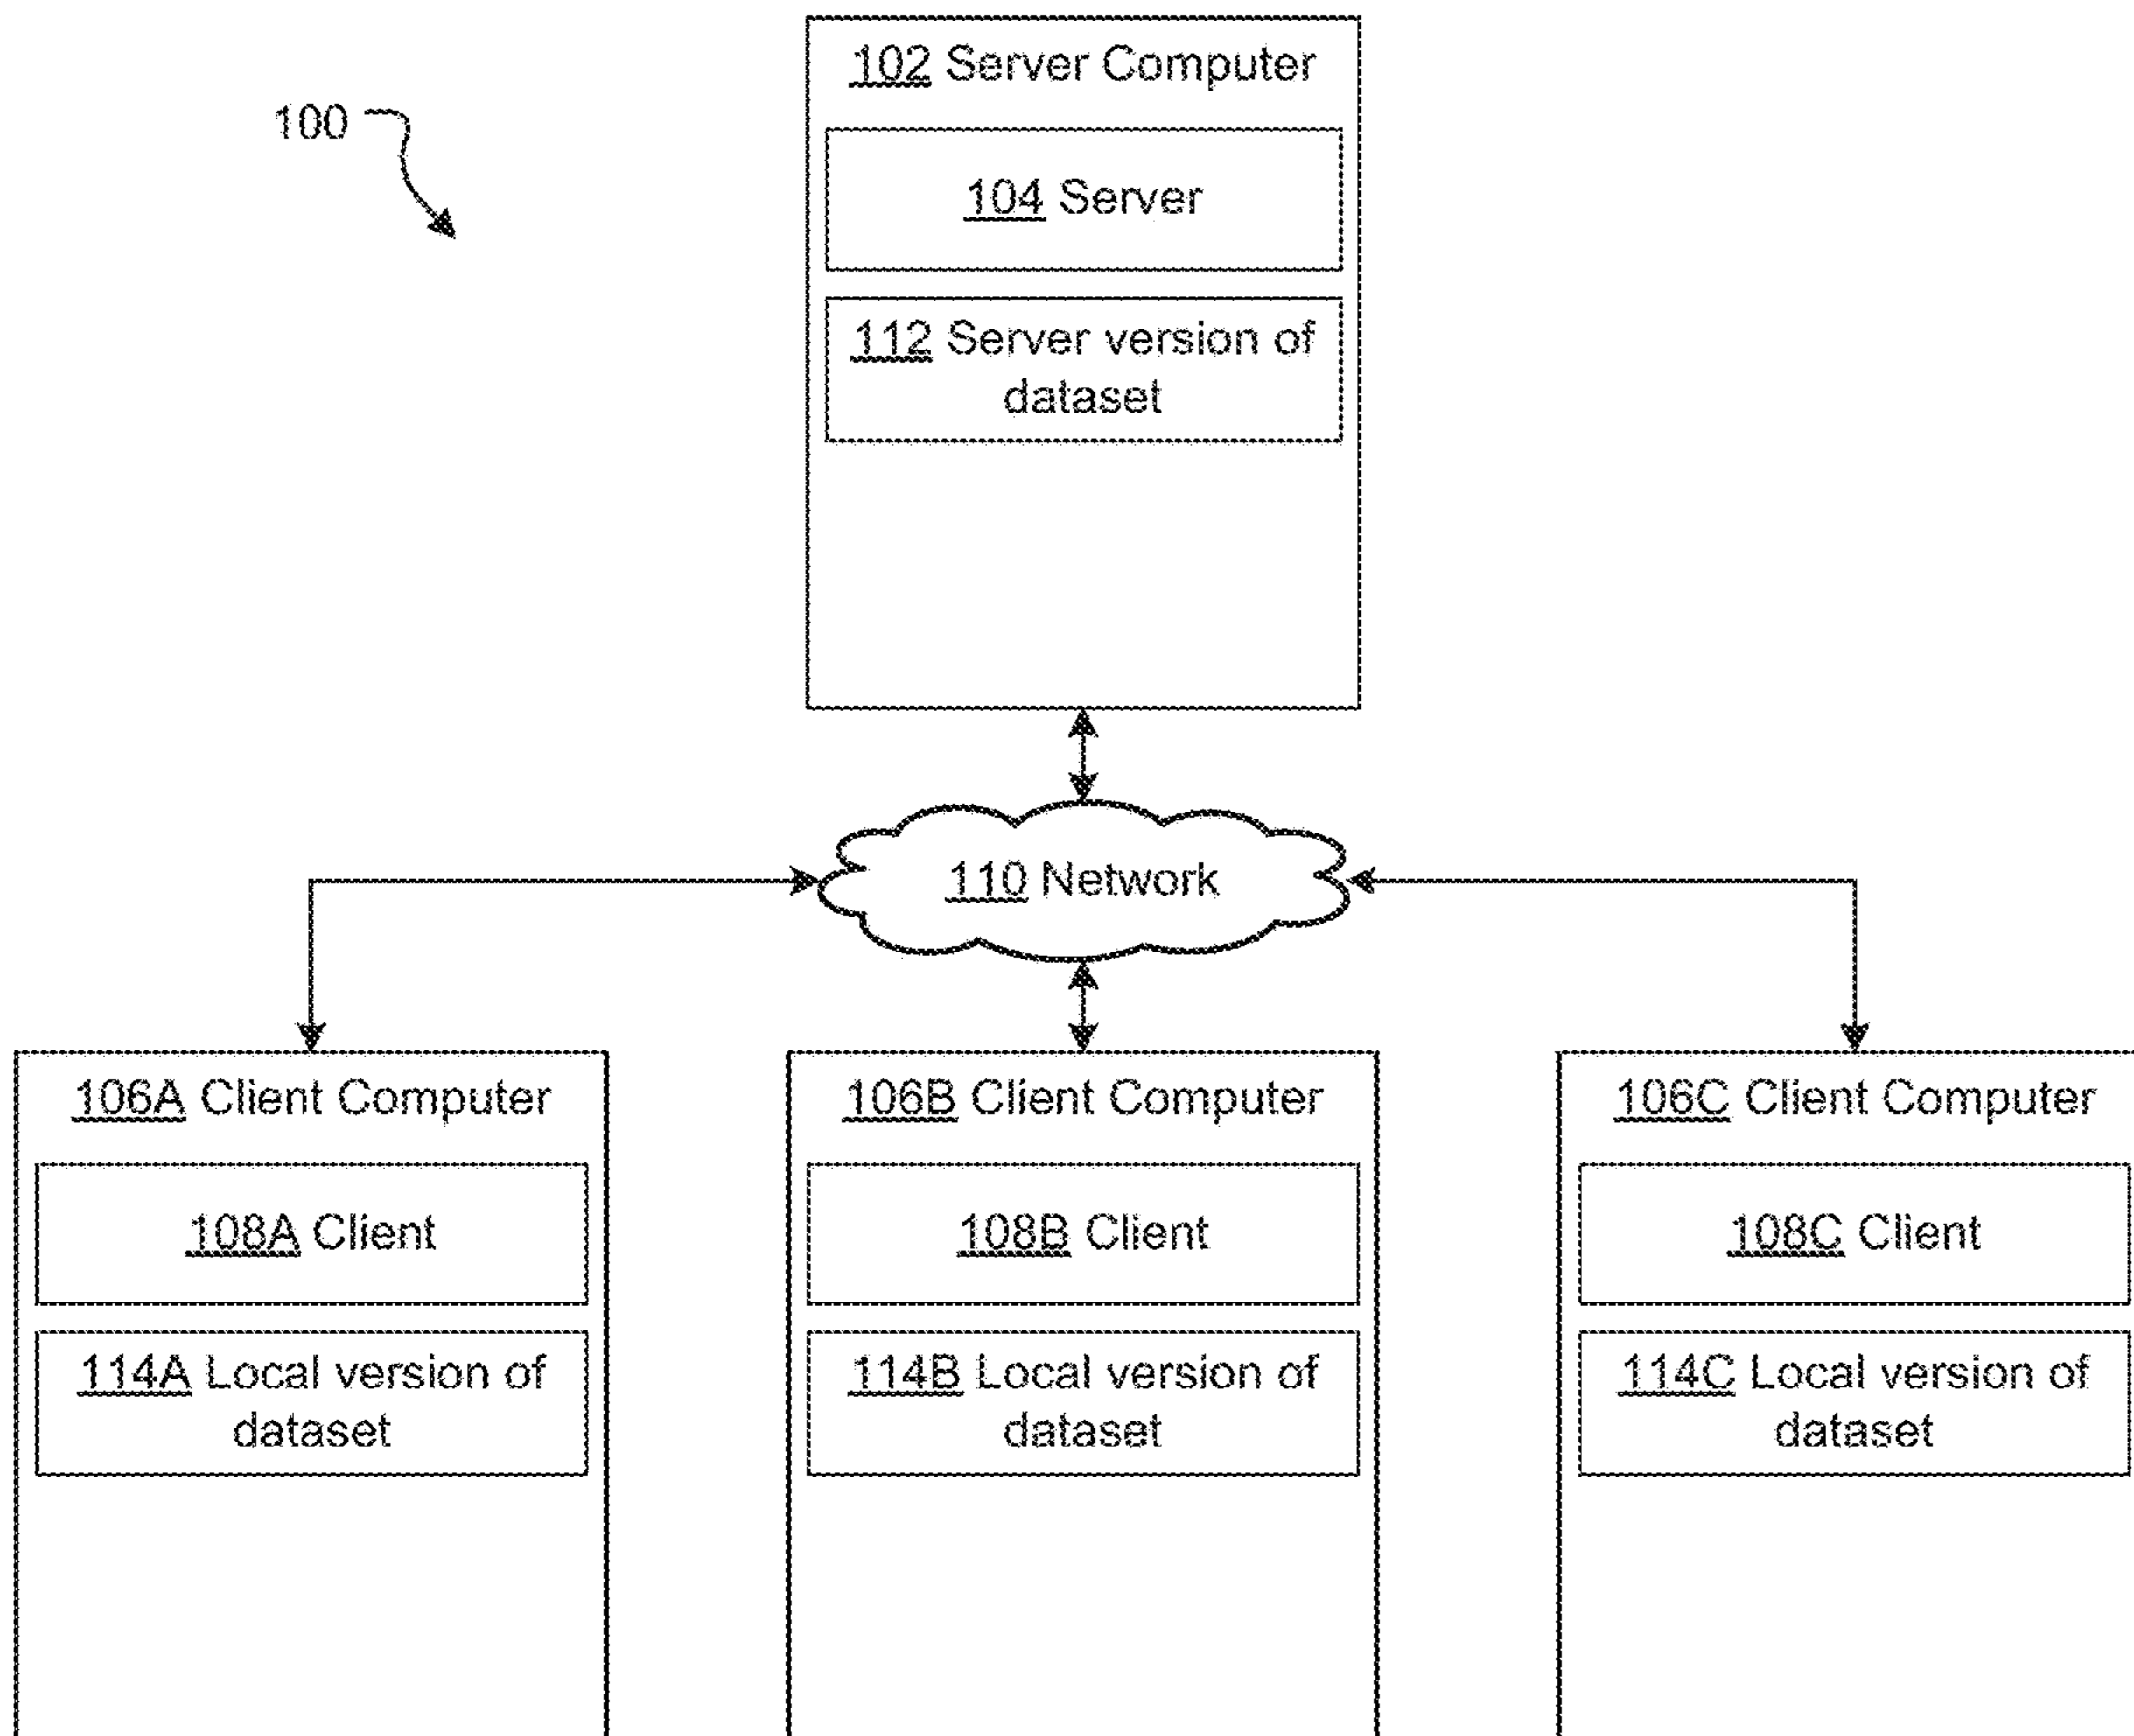 102 Server Computer
100
104 Server
112 Server version of
dataset
110 Network
106A Client Computer
108A Client
114A Local version of
dataset
106B Client Computer
108B Client
114B Local version of
dataset
106C Client Computer
108C Client
114C Local version of
dataset